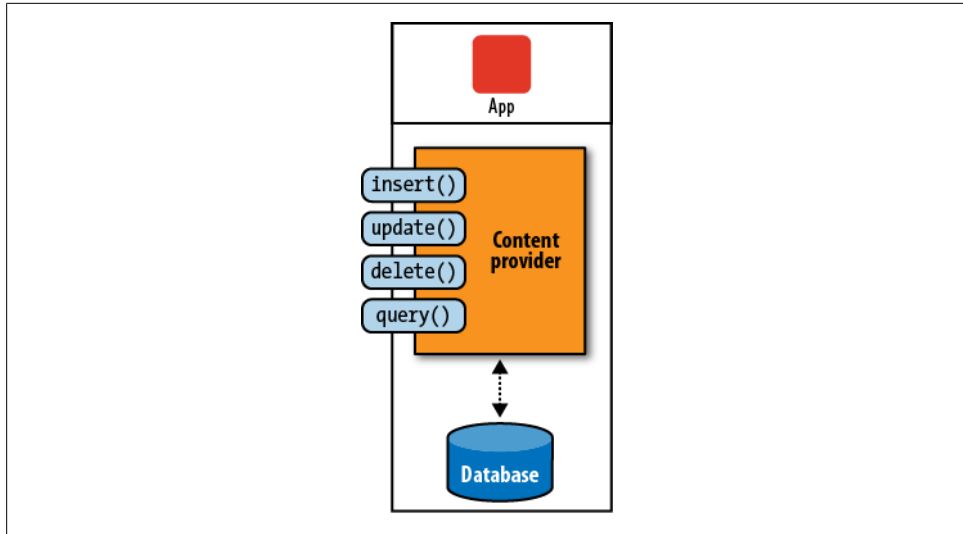 App
insert()
update()
delete()
query()
Content
provider
Database